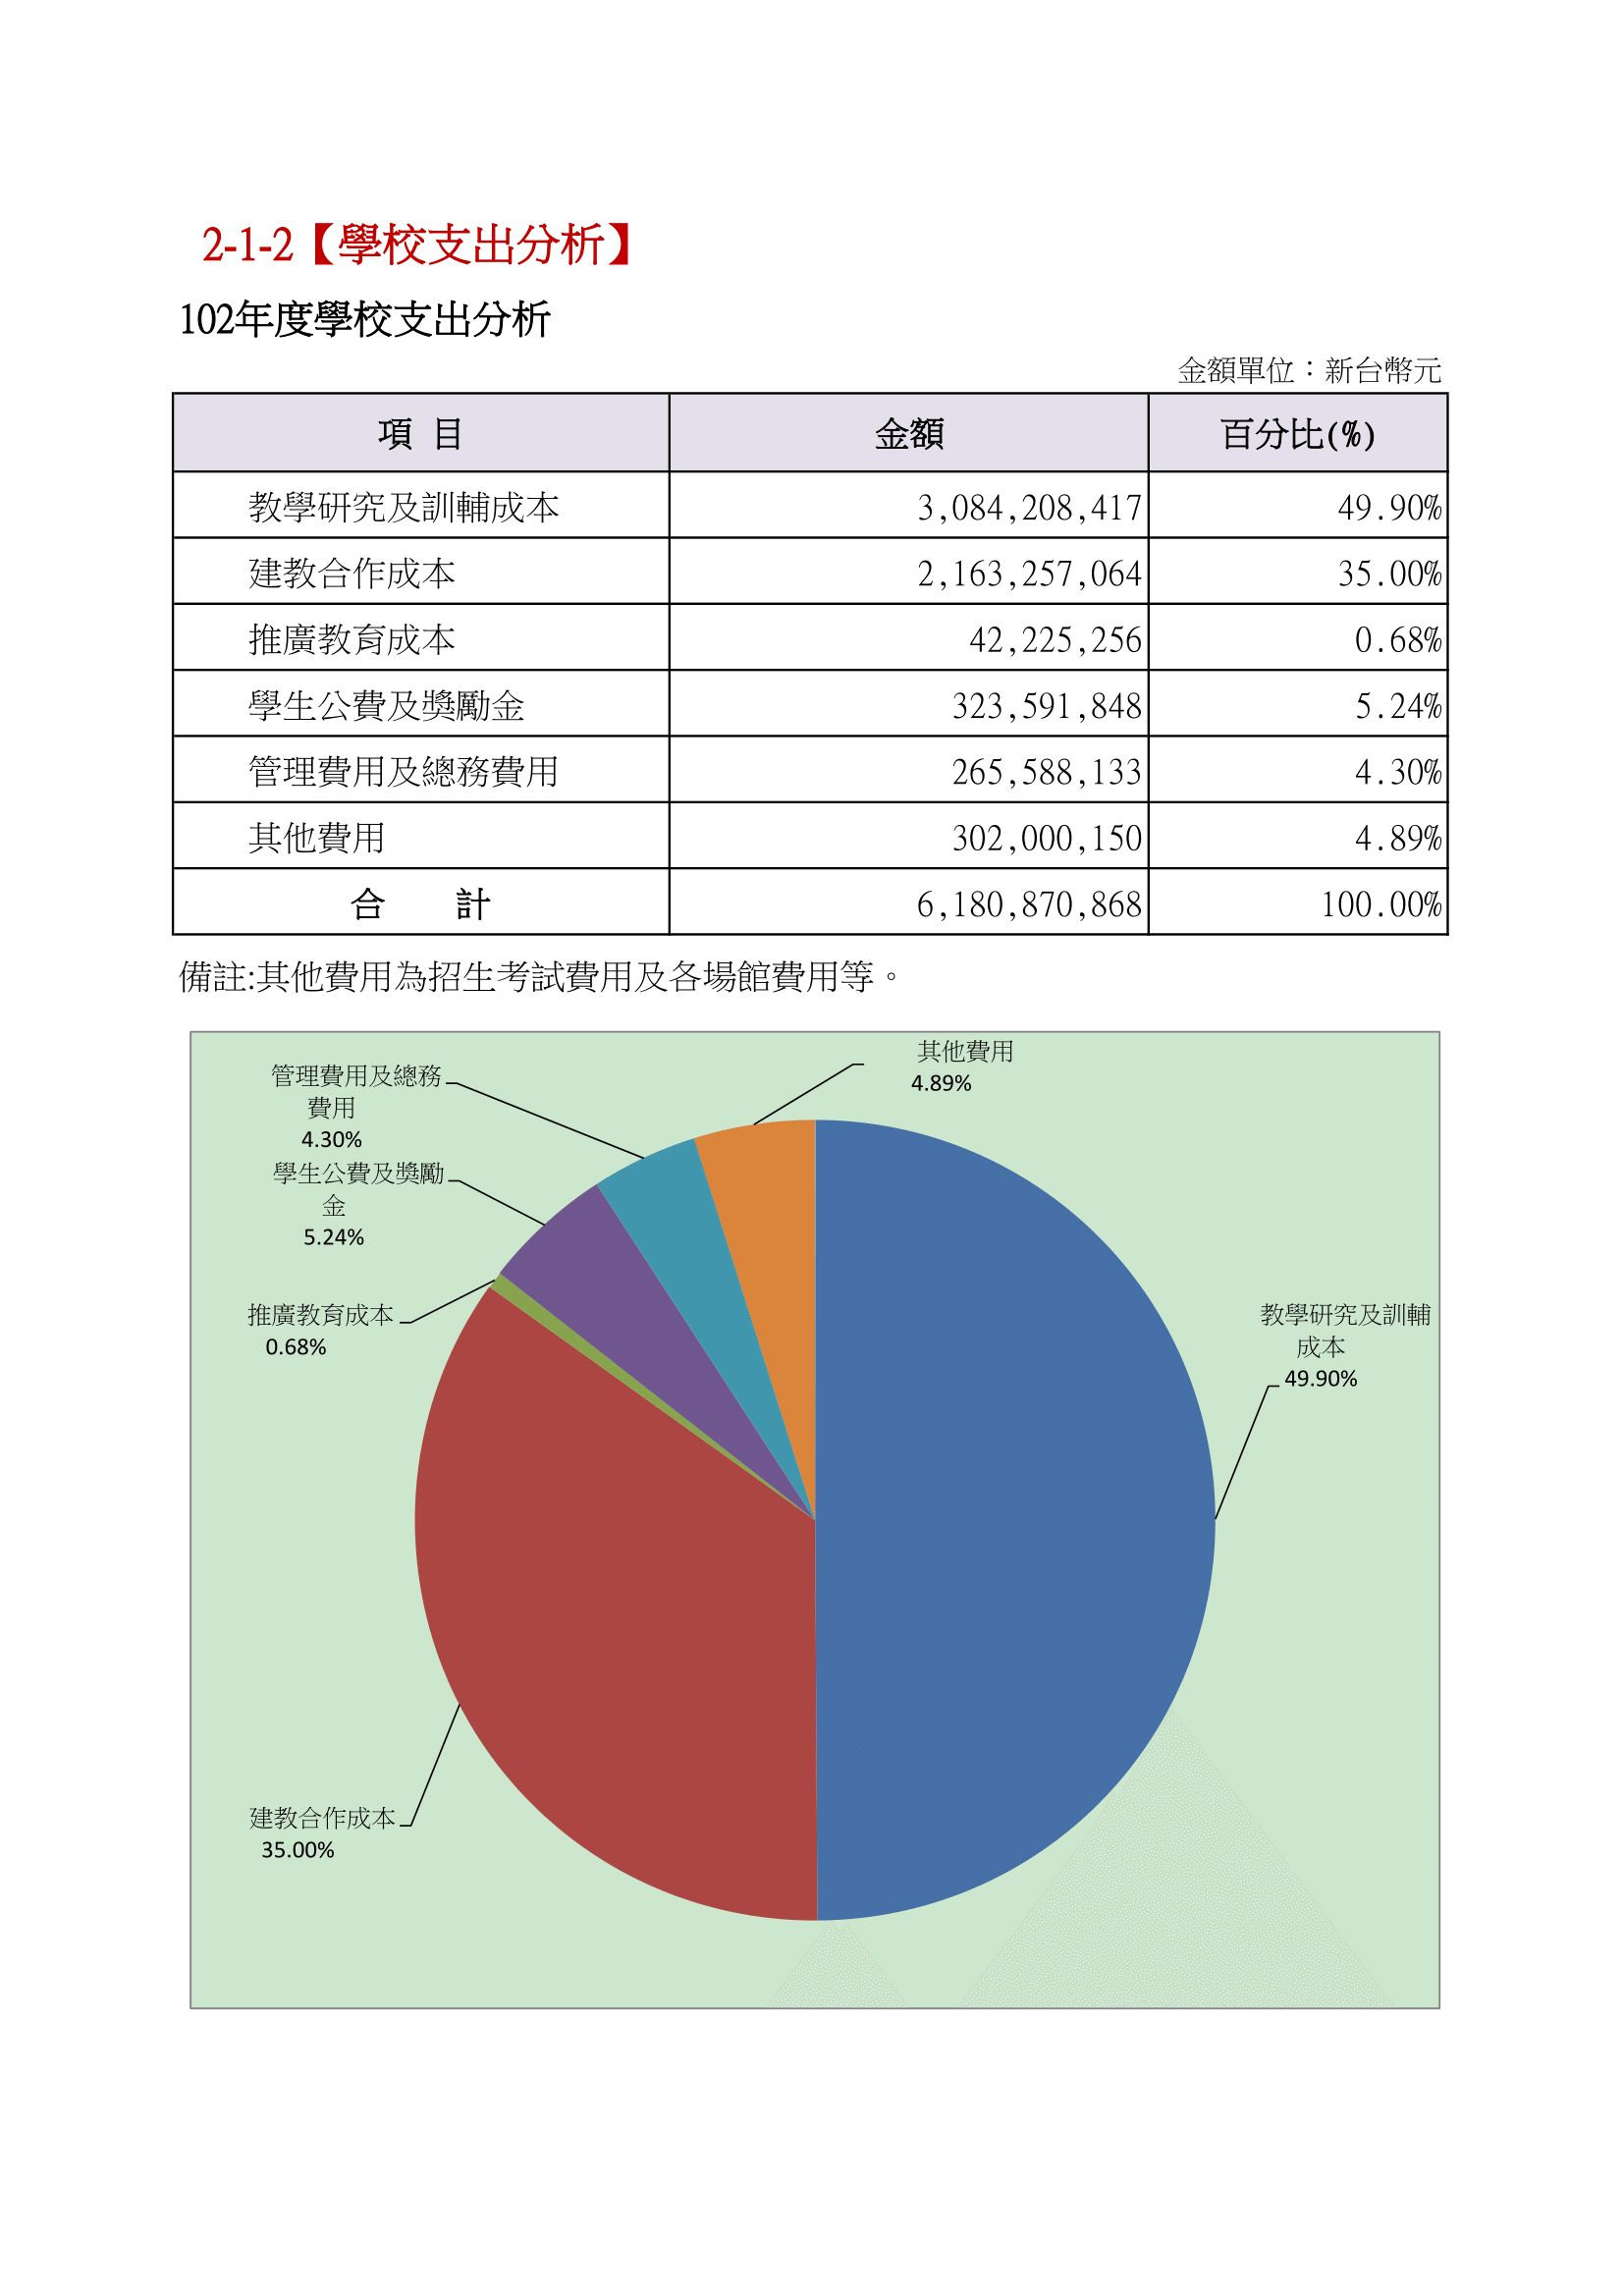 2-1-2【學校支出分析】
102年度學校支出分析
金額單位：新台幣元
項 目 金額 百分比(%)
教學研究及訓輔成本 3,084,208,417 49.90%
建教合作成本 2,163,257,064 35.00%
推廣教育成本 42,225,256 0.68%
學生公費及獎勵金 323,591,848 5.24%
管理費用及總務費用 265,588,133 4.30%
其他費用 302,000,150 4.89%
合 計 6,180,870,868 100.00%
備註:其他費用為招生考試費用及各場館費用等。
其他費用
4.89%
管理費用及總務
費用
4.30%
學生公費及獎勵
金
5.24%
推廣教育成本
0.68%
教學研究及訓輔
成本
49.90%
建教合作成本
35.00%